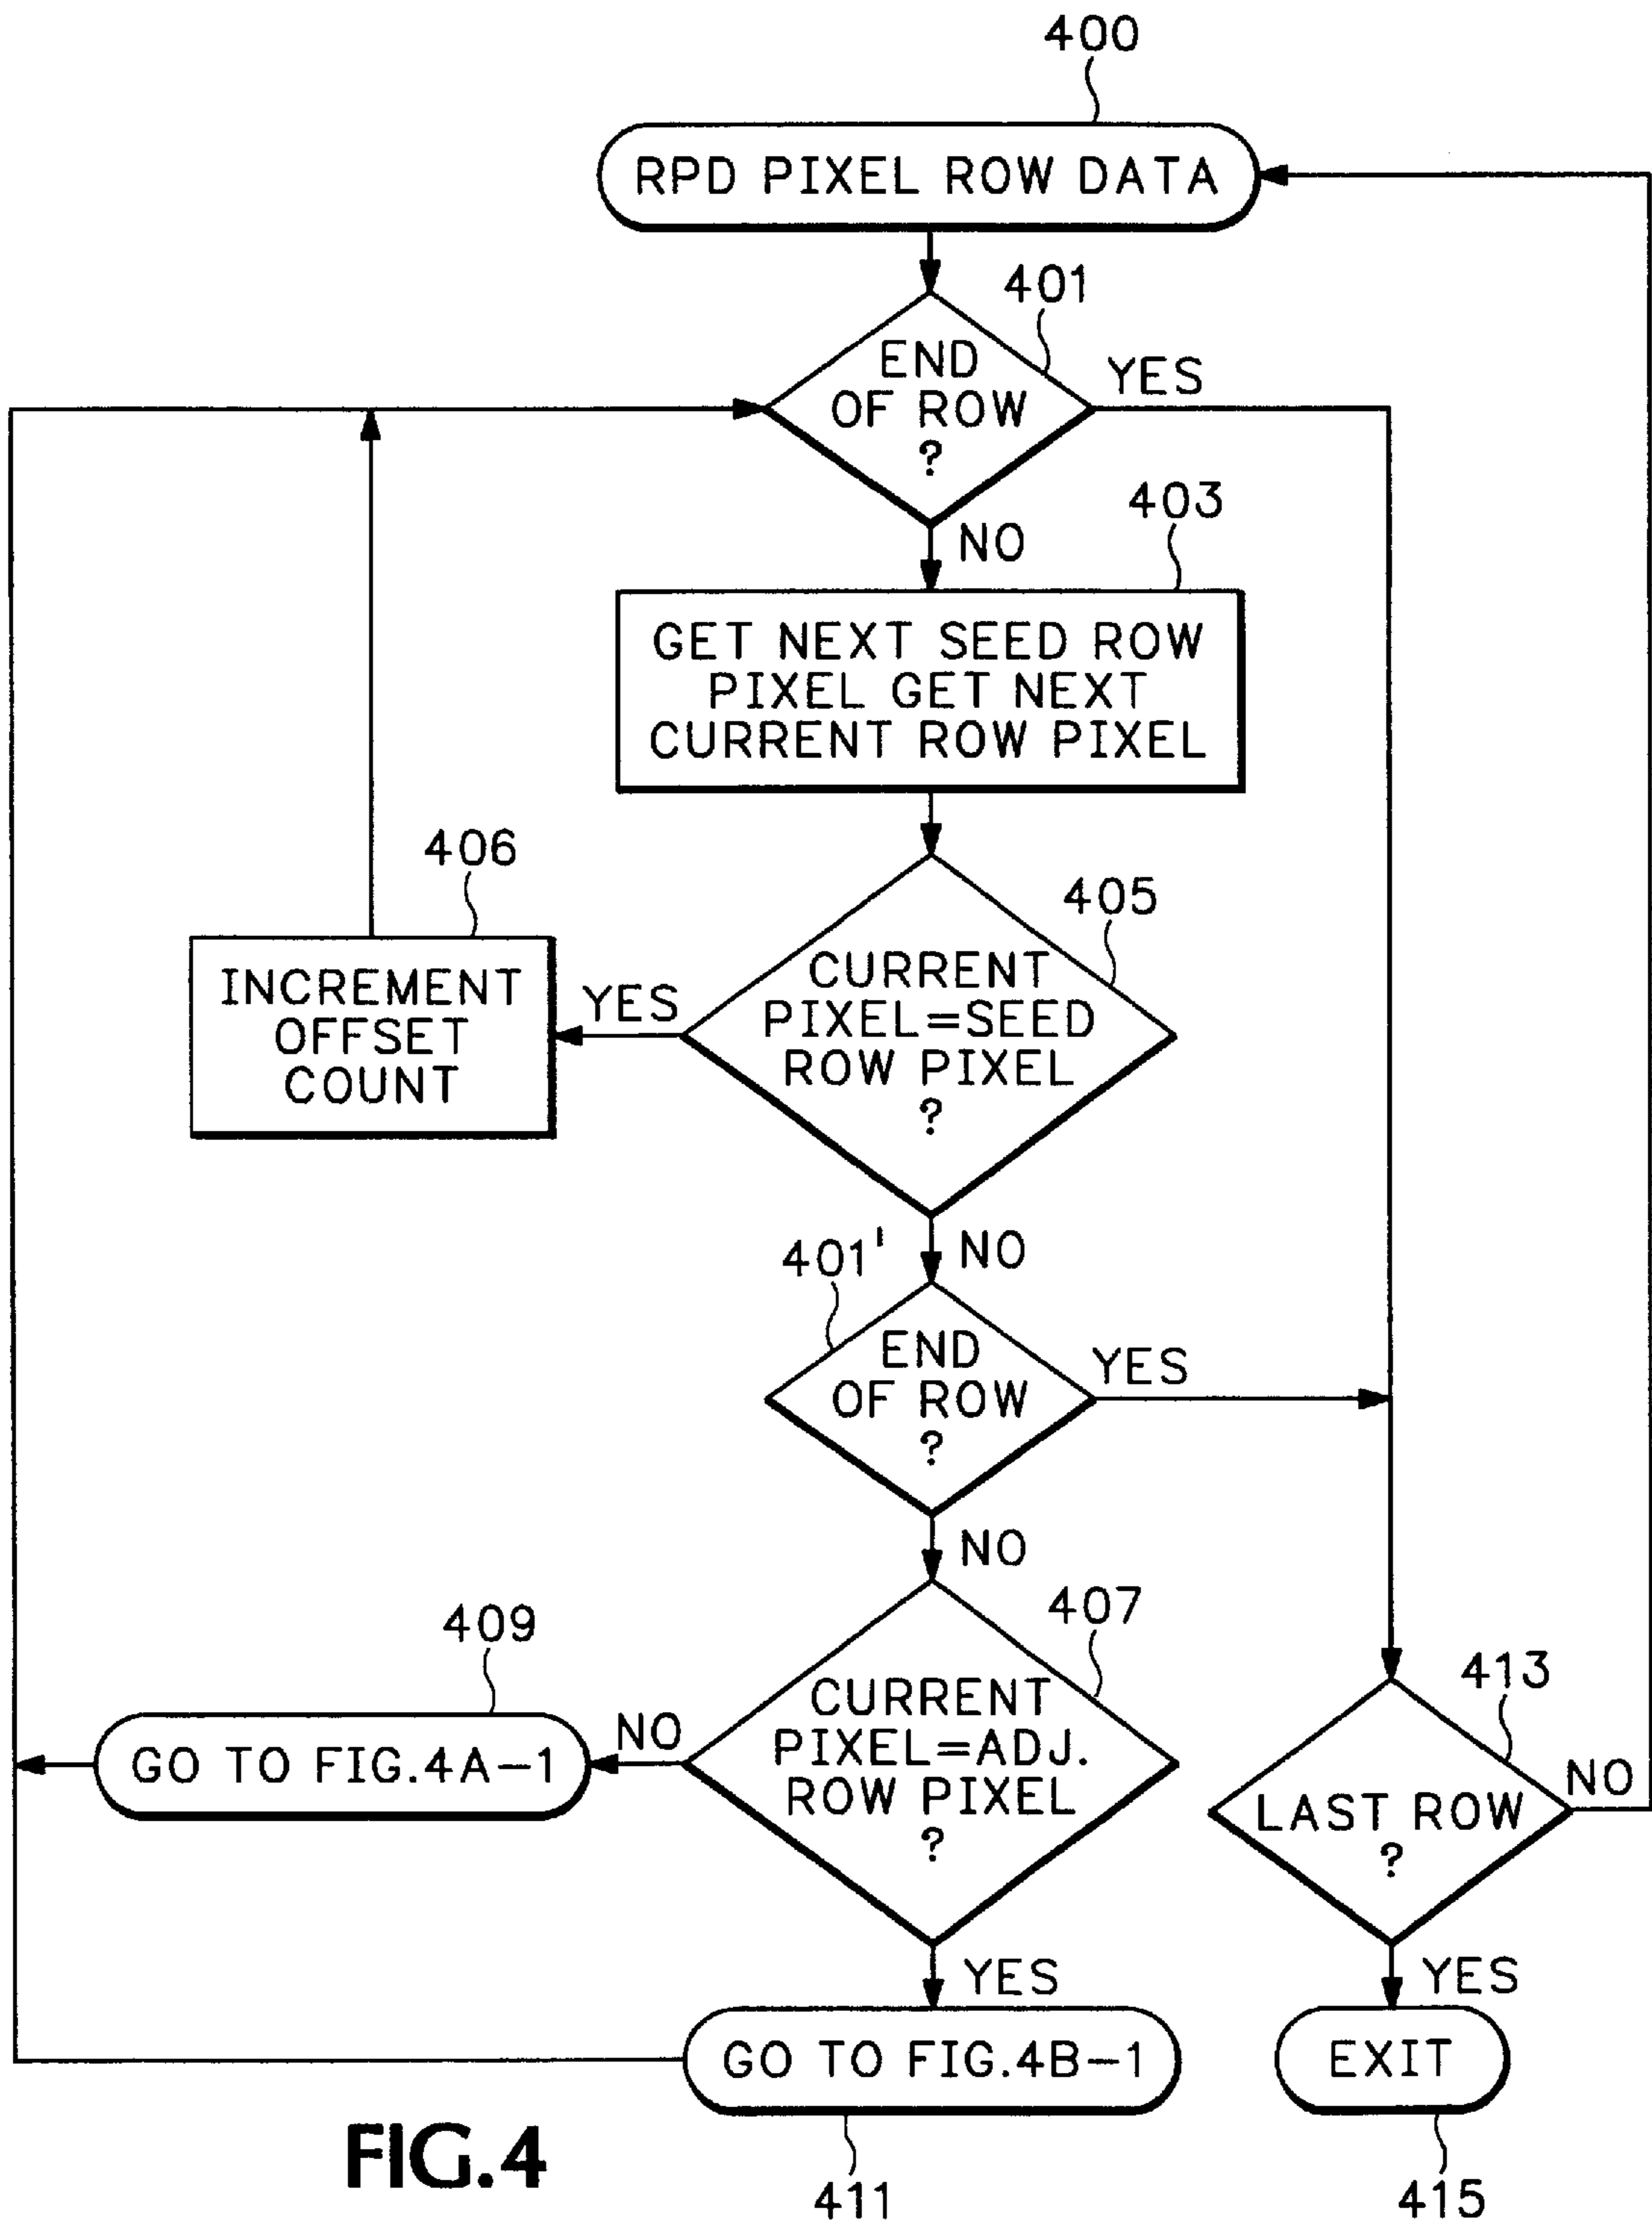 400
RPD PIXEL ROW DATA
401
END
OF ROW
?
YES
NO
403
GET NEXT SEED ROW
PIXEL GET NEXT
CURRENT ROW PIXEL
406
INCREMENT
OFFSET
COUNT
YES
405
CURRENT
PIXEL=SEED
ROW PIXEL
?
NO
401'
END
OF ROW
?
YES
NO
407
CURRENT
PIXEL=ADJ.
ROW PIXEL
?
NO
409
GO TO FIG.4A-1
YES
413
LAST ROW
?
NO
YES
GO TO FIG.4B-1
411
EXIT
415
FIG.4